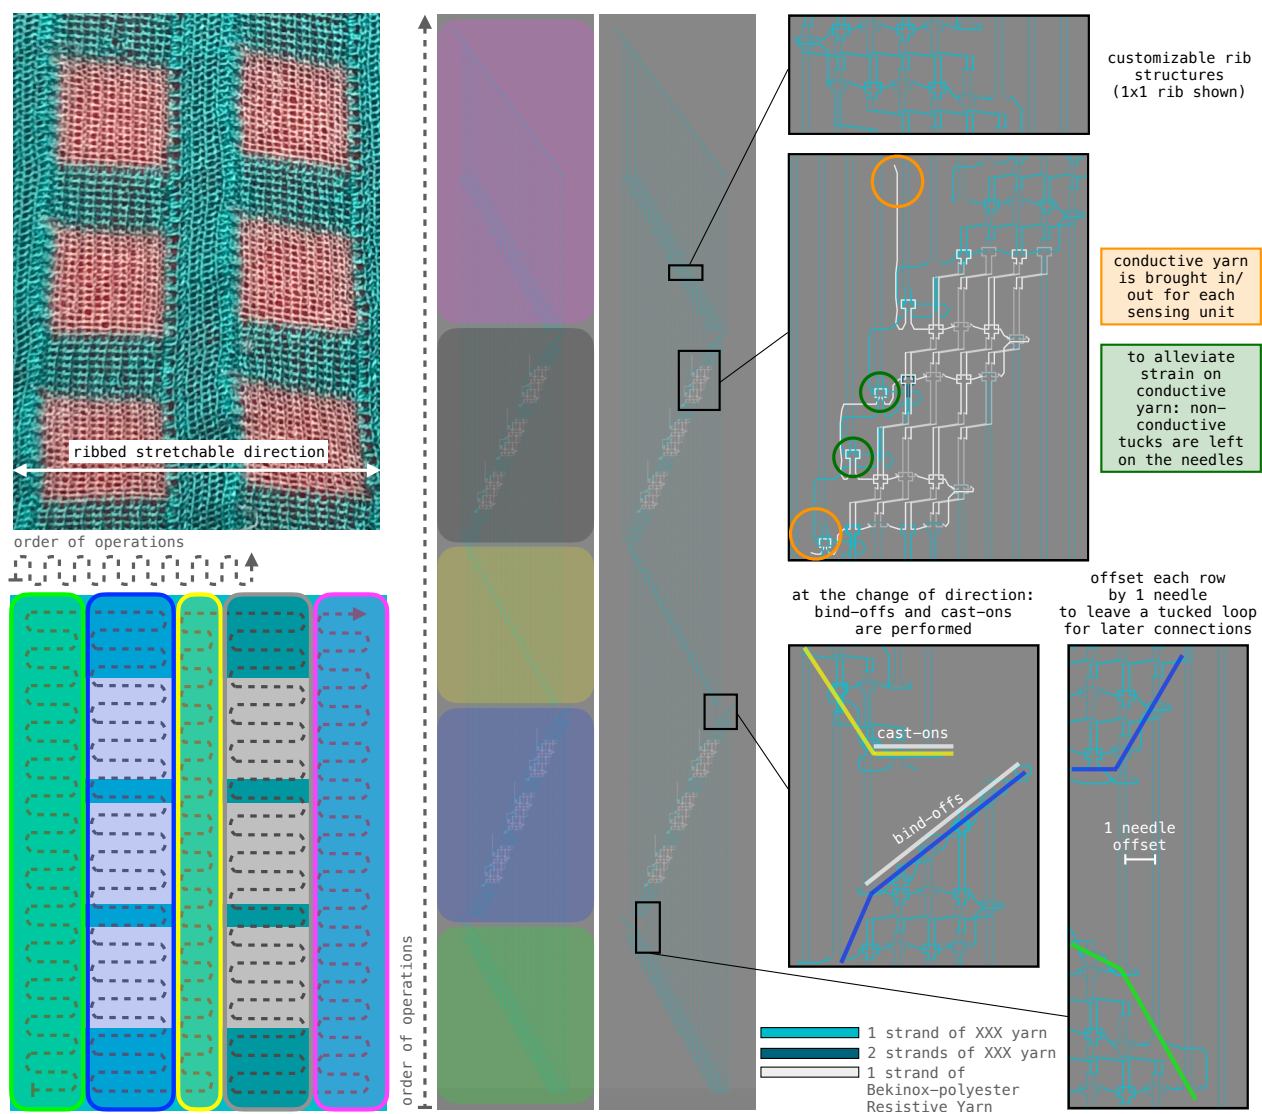 customizable rib
structures
(1x1 rib shown)
conductive yarn
is brought in/
out for each
sensing unit
to alleviate
strain on
conductive
yarn: non-
conductive
tucks are left
on the needles
ribbed stretchable direction
order of operations
at the change of direction:
bind-offs and cast-ons
are performed
offset each row
by 1 needle
to leave a tucked loop
for later connections
cast-ons
bind-offs
1 needle
offset
order of operations
1 strand of XXX yarn
2 strands of XXX yarn
1 strand of
Bekinox-polyester
Resistive Yarn